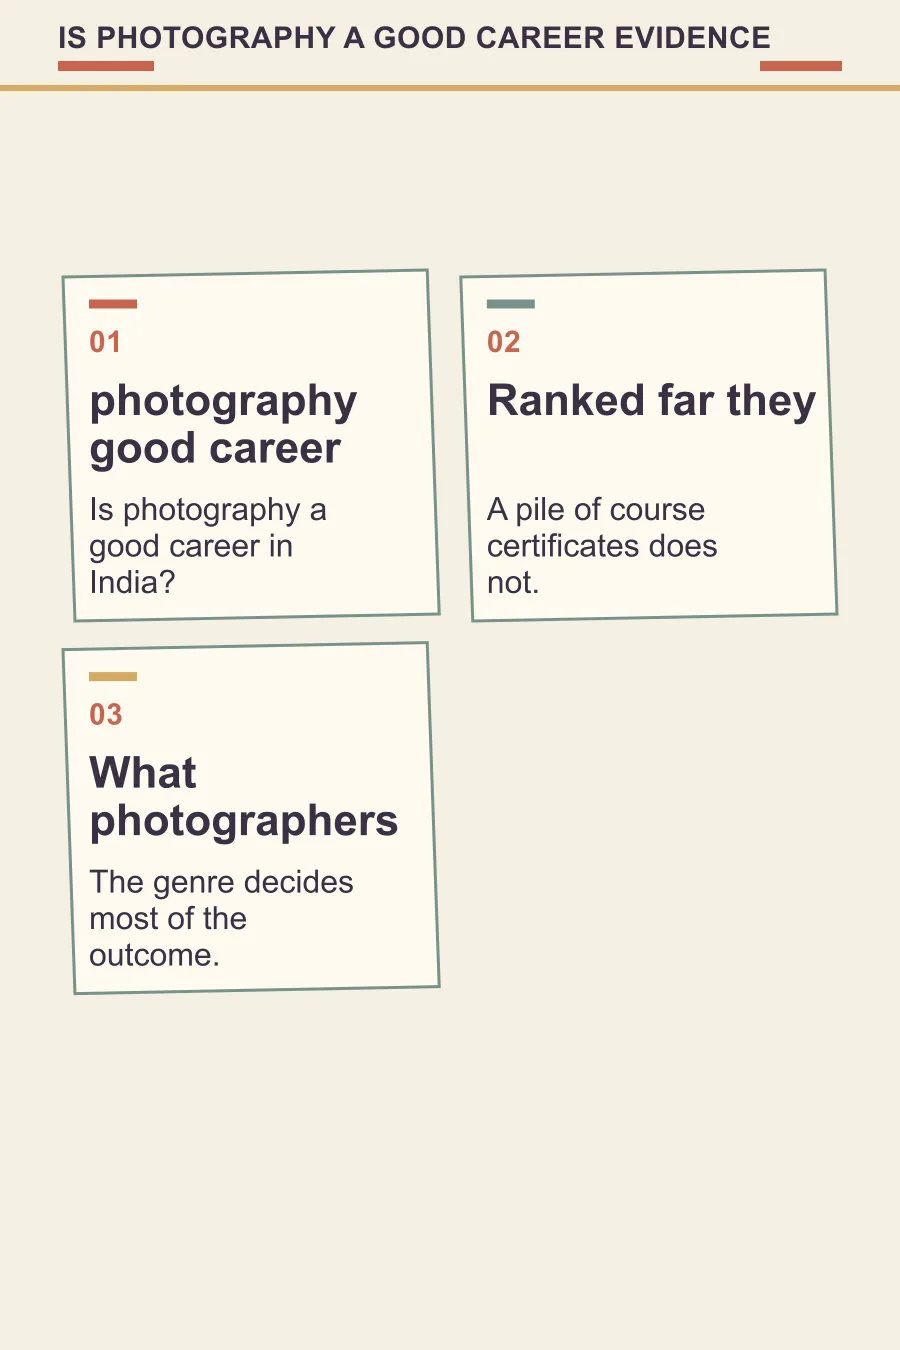 IS PHOTOGRAPHY A GOOD CAREER EVIDENCE
01
photography
good career
Is photography a
good career in
India?
02
Ranked far they
A pile of course
certificates does
not.
03
What
photographers
The genre decides
most of the
outcome.